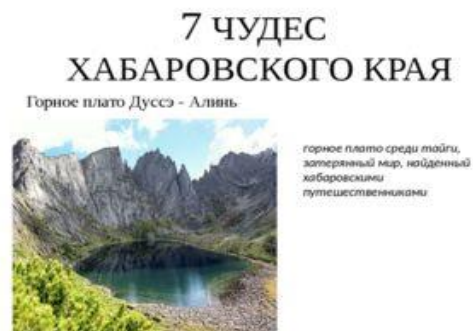 7 ЧУДЕС
ХАБАРОВСКОГО КРАЯ
Горное плато Дуссэ - Алинь
горное плато среди тайги,
затерянный мир, найденный
хабаровскими
путешественниками